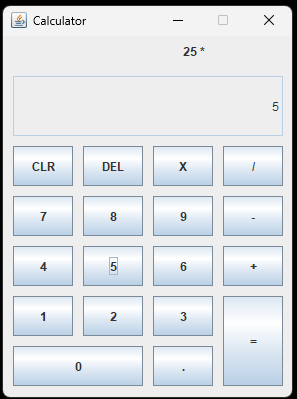 Calculator
25 *
5
CLR DEL X /
7 8 9 -
4 5 6 +
1 2 3 =
0 .